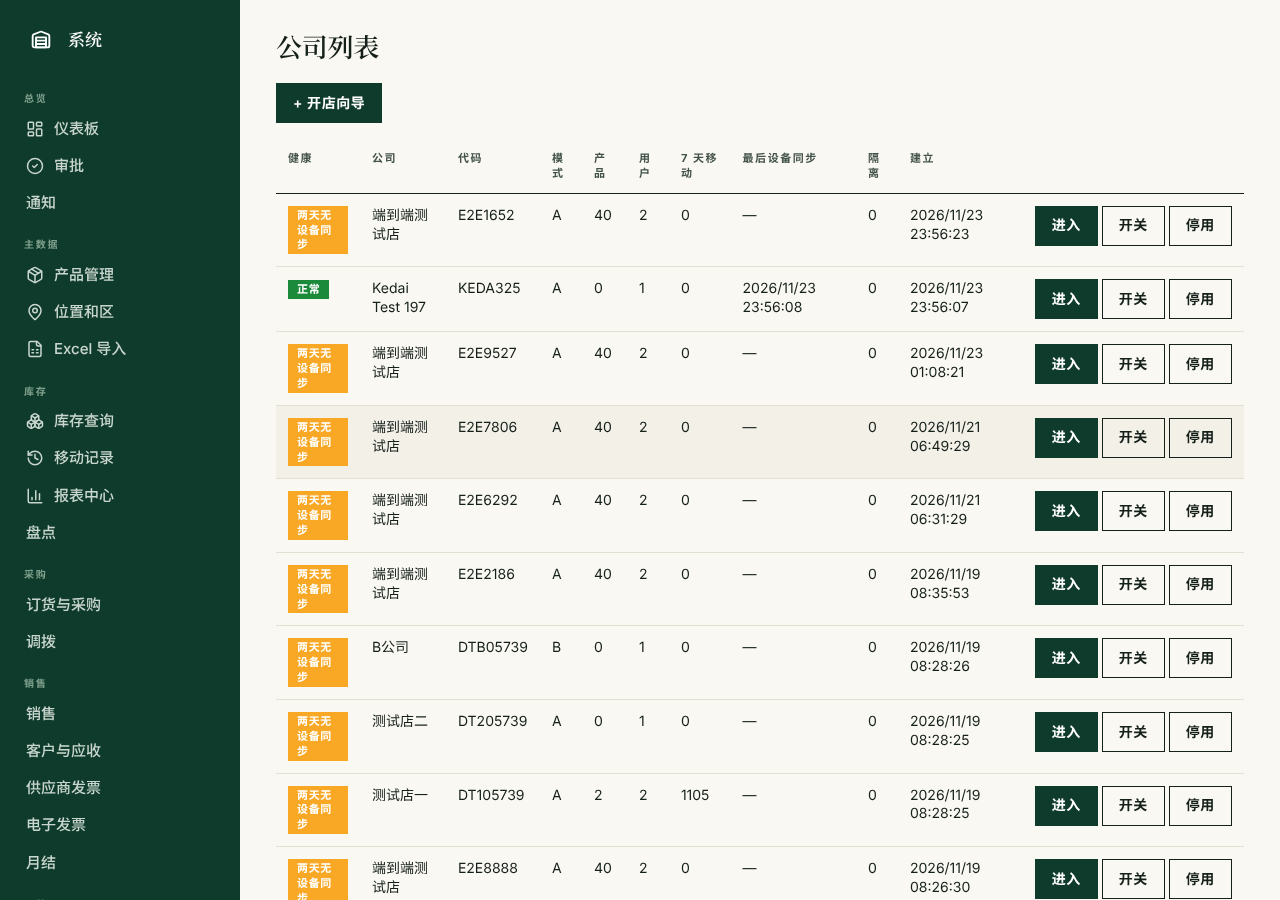 系统
总览
仪表板
审批
通知
主数据
产品管理
位置和区
Excel 导入
库存
库存查询
移动记录
报表中心
盘点
采购
订货与采购
调拨
销售
销售
客户与应收
供应商发票
电子发票
月结
公司列表
+ 开店向导
健康 公司 代码 模式 产品 用户 7 天移动 最后设备同步 隔离 建立
两天无设备同步 端到端测试店 E2E1652 A 40 2 0 — 0 2026/11/23 23:56:23 进入 开关 停用
正常 Kedai Test 197 KEDA325 A 0 1 0 2026/11/23 23:56:08 0 2026/11/23 23:56:07 进入 开关 停用
两天无设备同步 端到端测试店 E2E9527 A 40 2 0 — 0 2026/11/23 01:08:21 进入 开关 停用
两天无设备同步 端到端测试店 E2E7806 A 40 2 0 — 0 2026/11/21 06:49:29 进入 开关 停用
两天无设备同步 端到端测试店 E2E6292 A 40 2 0 — 0 2026/11/21 06:31:29 进入 开关 停用
两天无设备同步 端到端测试店 E2E2186 A 40 2 0 — 0 2026/11/19 08:35:53 进入 开关 停用
两天无设备同步 B公司 DTB05739 B 0 1 0 — 0 2026/11/19 08:28:26 进入 开关 停用
两天无设备同步 测试店二 DT205739 A 0 1 0 — 0 2026/11/19 08:28:25 进入 开关 停用
两天无设备同步 测试店一 DT105739 A 2 2 1105 — 0 2026/11/19 08:28:25 进入 开关 停用
两天无设备同步 端到端测试店 E2E8888 A 40 2 0 — 0 2026/11/19 08:26:30 进入 开关 停用